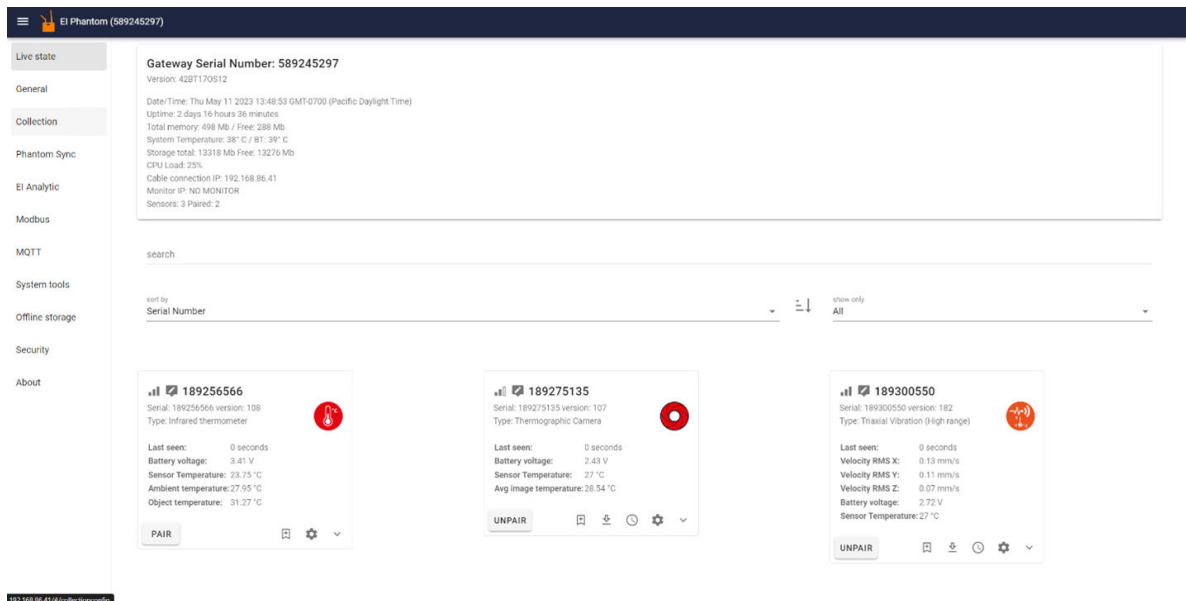 EI Phantom (589245297)
Live state
General
Collection
Phantom Sync
EI Analytic
Modbus
MQTT
System tools
Offline storage
Security
About
Gateway Serial Number: 589245297
Version: 42BT170S12
Date/Time: Thu May 11 2023 13:48:53 GMT-0700 (Pacific Daylight Time)
Uptime: 2 days 16 hours 36 minutes
Total memory: 498 Mb / Free: 288 Mb
System Temperature: 38° C / BT: 39° C
Storage total: 13318 Mb Free: 13276 Mb
CPU Load: 25%
Cable connection IP: 192.168.86.41
Monitor IP: NO MONITOR
Sensors: 3 Paired: 2
search
sort by
Serial Number
show only
All
189256566
Serial: 189256566 version: 108
Type: Infrared thermometer
Last seen: 0 seconds
Battery voltage: 3.41 V
Sensor Temperature: 23.75 °C
Ambient temperature: 27.95 °C
Object temperature: 31.27 °C
PAIR
189275135
Serial: 189275135 version: 107
Type: Thermographic Camera
Last seen: 0 seconds
Battery voltage: 2.43 V
Sensor Temperature: 27 °C
Avg image temperature: 28.54 °C
UNPAIR
189300550
Serial: 189300550 version: 182
Type: Triaxial Vibration (High range)
Last seen: 0 seconds
Velocity RMS X: 0.13 mm/s
Velocity RMS Y: 0.11 mm/s
Velocity RMS Z: 0.07 mm/s
Battery voltage: 2.72 V
Sensor Temperature: 27 °C
UNPAIR
192.168.86.41/#/collectionconfig